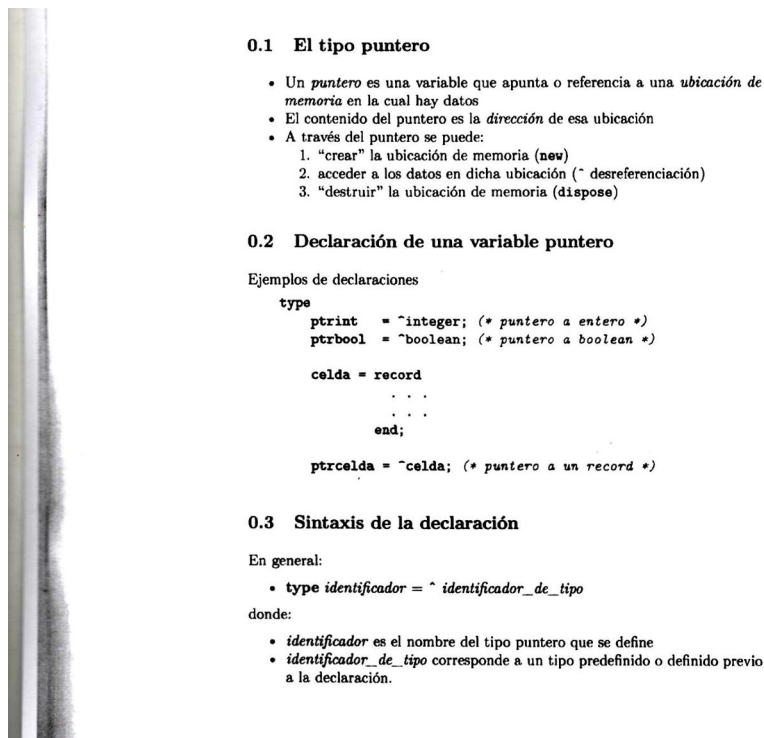 0.1 El tipo puntero
• Un puntero es una variable que apunta o referencia a una ubicación de
memoria en la cual hay datos
• El contenido del puntero es la dirección de esa ubicación
• A través del puntero se puede:
1. "crear" la ubicación de memoria (new)
2. acceder a los datos en dicha ubicación (^ desreferenciación)
3. "destruir" la ubicación de memoria (dispose)
0.2 Declaración de una variable puntero
Ejemplos de declaraciones
type
ptrint = ^integer; (* puntero a entero *)
ptrbool = ^boolean; (* puntero a boolean *)
celda = record
. . .
. . .
end;
ptrcelda = ^celda; (* puntero a un record *)
0.3 Sintaxis de la declaración
En general:
• type identificador = ^ identificador_de_tipo
donde:
• identificador es el nombre del tipo puntero que se define
• identificador_de_tipo corresponde a un tipo predefinido o definido previo
a la declaración.